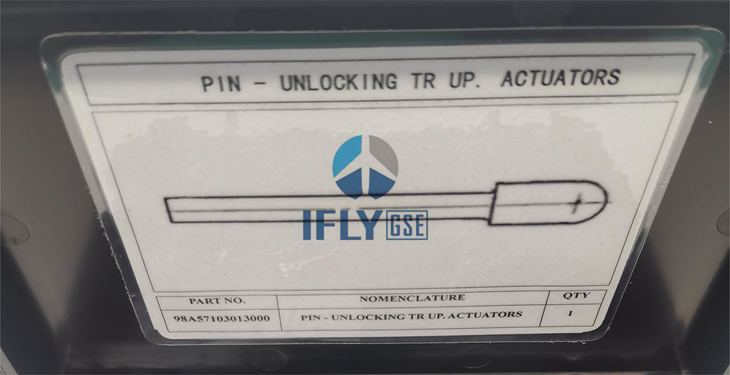 PIN - UNLOCKING TR UP. ACTUATORS
IFLY GSE
PART NO. NOMENCLATURE QTY
98A57103013000 PIN - UNLOCKING TR UP. ACTUATORS 1